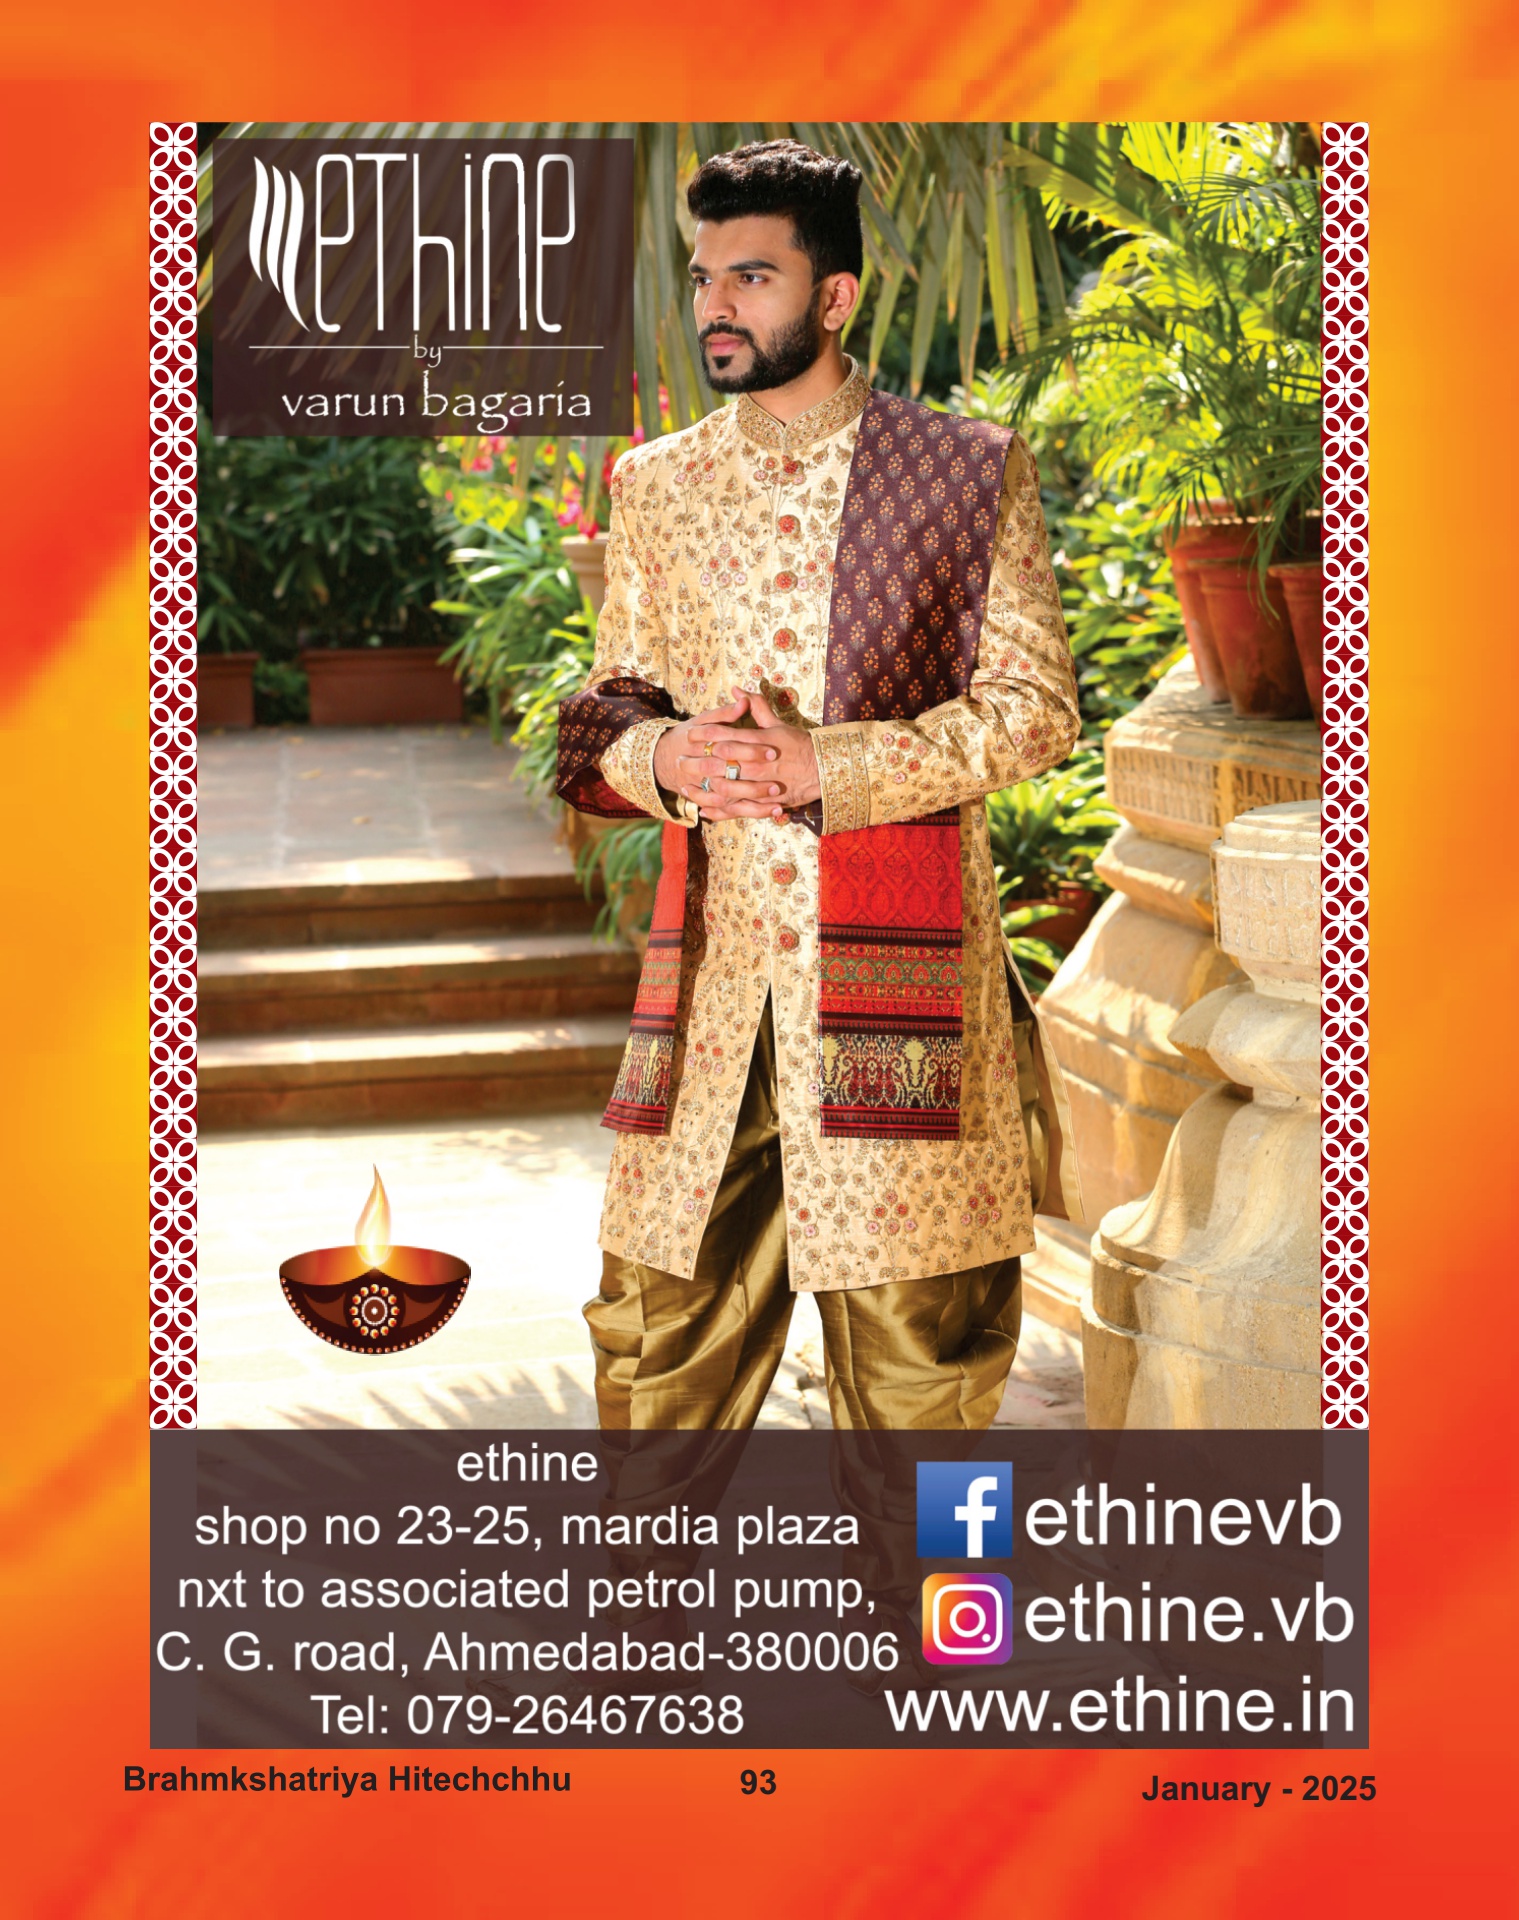 eThine
by
varun bagaria
ethine
shop no 23-25, mardia plaza
nxt to associated petrol pump,
C. G. road, Ahmedabad-380006
Tel: 079-26467638
f ethinevb
ethine.vb
www.ethine.in
Brahmkshatriya Hitechchhu 93 January - 2025